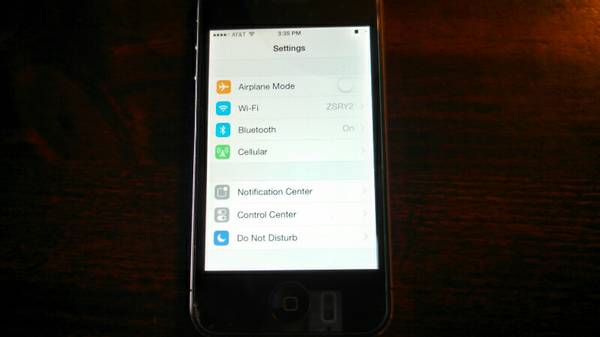 AT&T 3:35 PM
Settings
Airplane Mode
Wi-Fi ZSRY2
Bluetooth On
Cellular
Notification Center
Control Center
Do Not Disturb